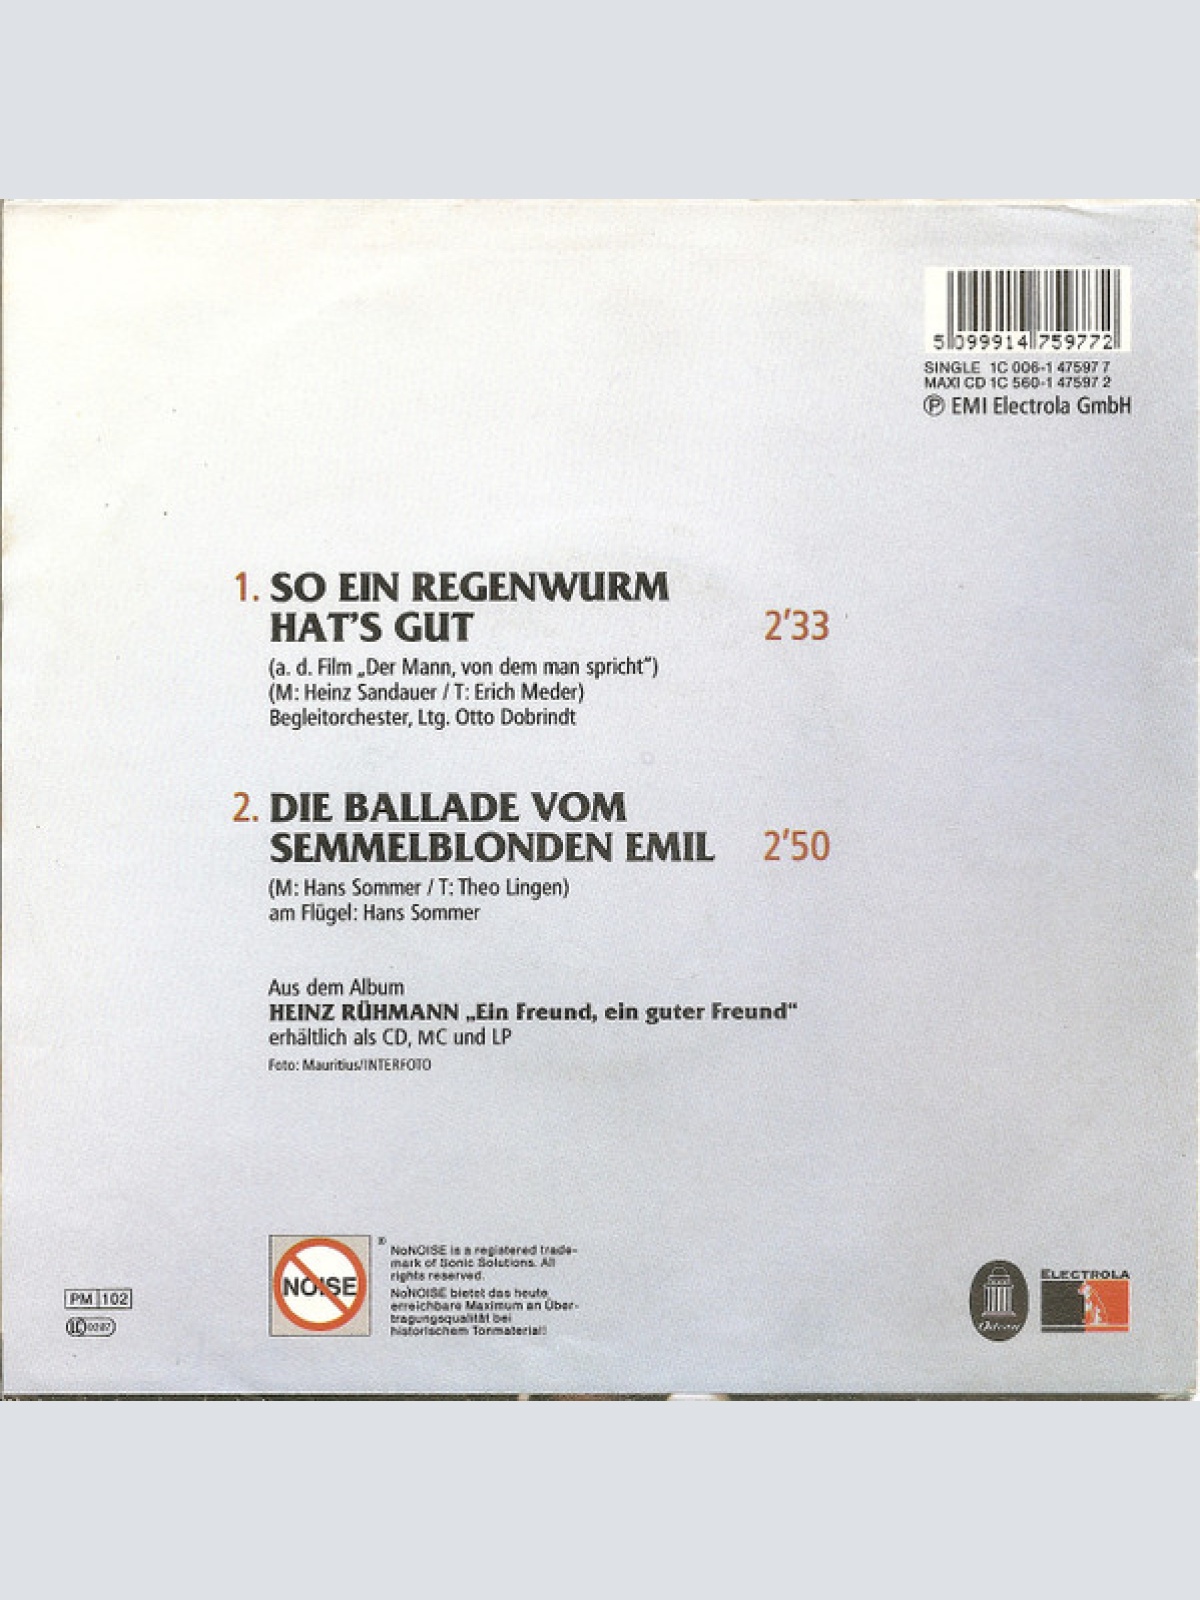 5 099914 759772
SINGLE 1C 006-1 47597 7
MAXI CD 1C 560-1 47597 2
℗ EMI Electrola GmbH
1. SO EIN REGENWURM
HAT'S GUT 2'33
(a. d. Film „Der Mann, von dem man spricht“)
(M: Heinz Sandauer / T: Erich Meder)
Begleitorchester, Ltg. Otto Dobrindt
2. DIE BALLADE VOM
SEMMELBLONDEN EMIL 2'50
(M: Hans Sommer / T: Theo Lingen)
am Flügel: Hans Sommer
Aus dem Album
HEINZ RÜHMANN „Ein Freund, ein guter Freund“
erhältlich als CD, MC und LP
Foto: Mauritius/INTERFOTO
NOISE
®
NoNOISE is a registered trade-
mark of Sonic Solutions. All
rights reserved.
NoNOISE bietet das heute
erreichbare Maximum an Über-
tragungsqualität bei
historischem Tonmaterial!
PM 102
LC 0287
Odeon
ELECTROLA